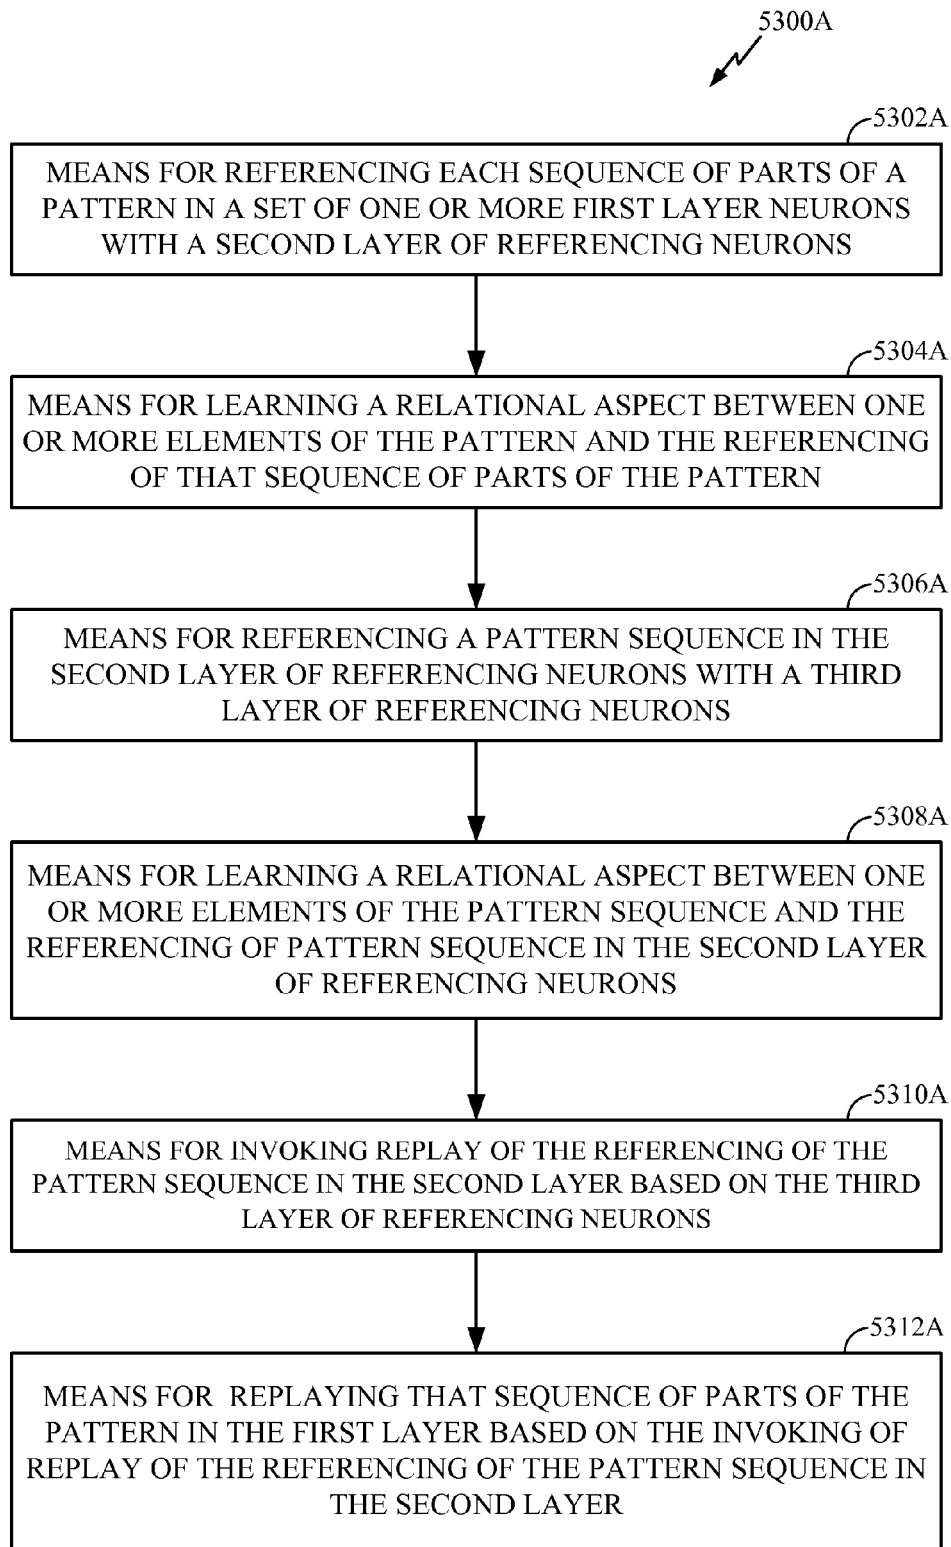 5300A
5302A
MEANS FOR REFERENCING EACH SEQUENCE OF PARTS OF A
PATTERN IN A SET OF ONE OR MORE FIRST LAYER NEURONS
WITH A SECOND LAYER OF REFERENCING NEURONS
5304A
MEANS FOR LEARNING A RELATIONAL ASPECT BETWEEN ONE
OR MORE ELEMENTS OF THE PATTERN AND THE REFERENCING
OF THAT SEQUENCE OF PARTS OF THE PATTERN
5306A
MEANS FOR REFERENCING A PATTERN SEQUENCE IN THE
SECOND LAYER OF REFERENCING NEURONS WITH A THIRD
LAYER OF REFERENCING NEURONS
5308A
MEANS FOR LEARNING A RELATIONAL ASPECT BETWEEN ONE
OR MORE ELEMENTS OF THE PATTERN SEQUENCE AND THE
REFERENCING OF PATTERN SEQUENCE IN THE SECOND LAYER
OF REFERENCING NEURONS
5310A
MEANS FOR INVOKING REPLAY OF THE REFERENCING OF THE
PATTERN SEQUENCE IN THE SECOND LAYER BASED ON THE THIRD
LAYER OF REFERENCING NEURONS
5312A
MEANS FOR REPLAYING THAT SEQUENCE OF PARTS OF THE
PATTERN IN THE FIRST LAYER BASED ON THE INVOKING OF
REPLAY OF THE REFERENCING OF THE PATTERN SEQUENCE IN
THE SECOND LAYER